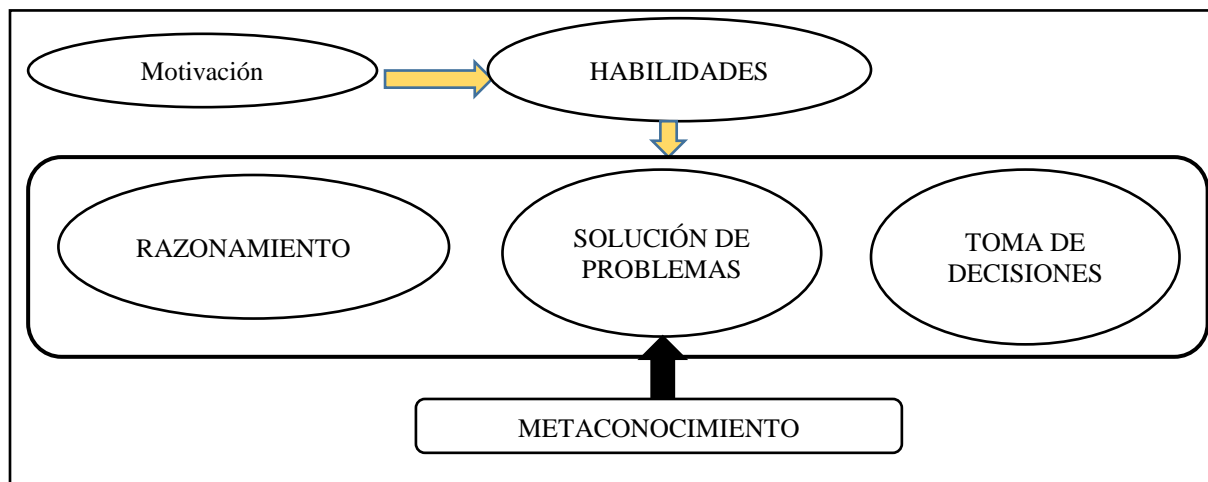 Motivación
HABILIDADES
RAZONAMIENTO
SOLUCIÓN DE
PROBLEMAS
TOMA DE
DECISIONES
METACONOCIMIENTO